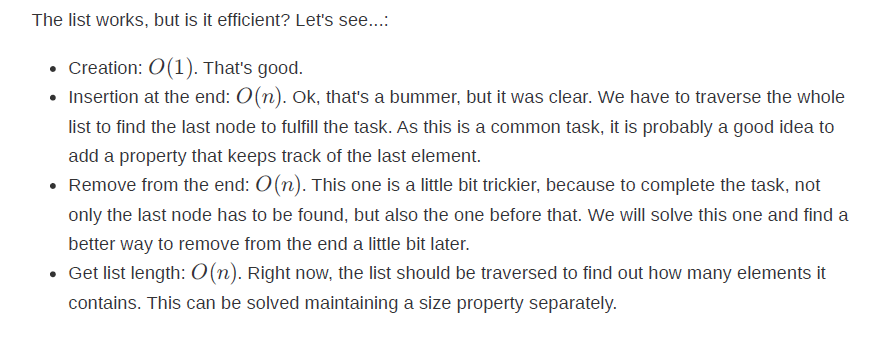 The list works, but is it efficient? Let's see...:
• Creation: O(1). That's good.
• Insertion at the end: O(n). Ok, that's a bummer, but it was clear. We have to traverse the whole
list to find the last node to fulfill the task. As this is a common task, it is probably a good idea to
add a property that keeps track of the last element.
• Remove from the end: O(n). This one is a little bit trickier, because to complete the task, not
only the last node has to be found, but also the one before that. We will solve this one and find a
better way to remove from the end a little bit later.
• Get list length: O(n). Right now, the list should be traversed to find out how many elements it
contains. This can be solved maintaining a size property separately.